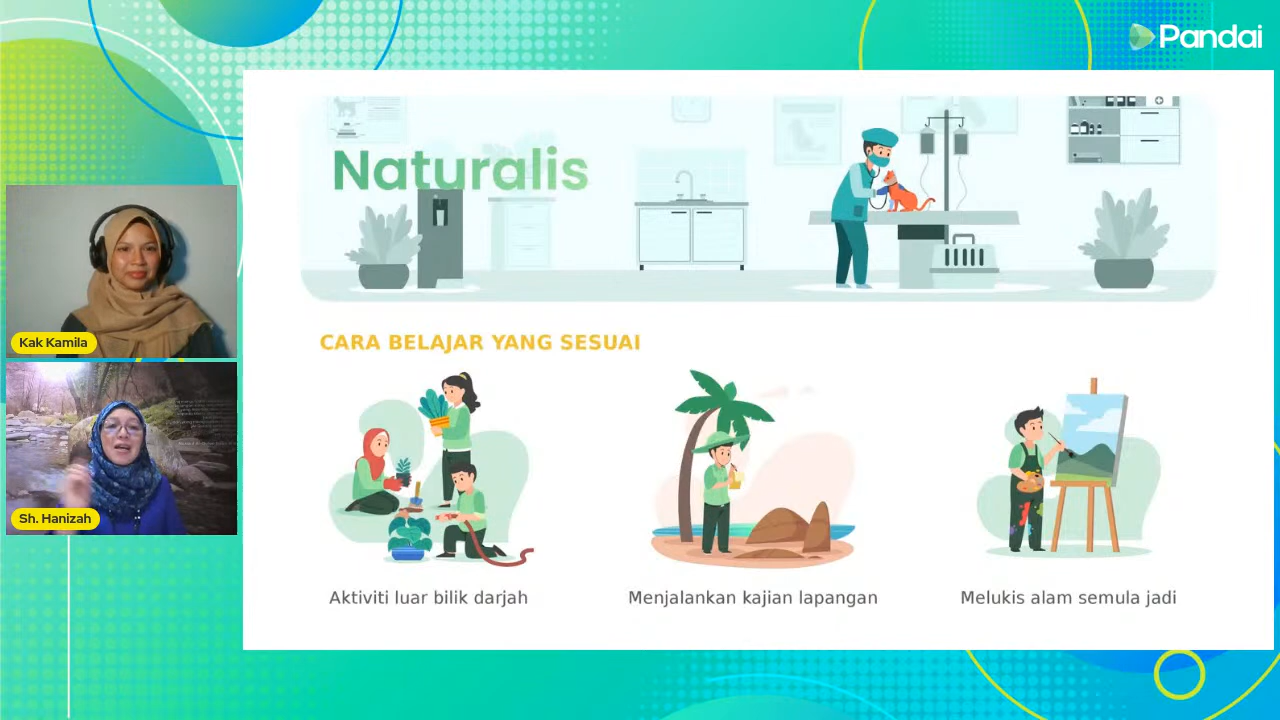 Pandai
Naturalis
CARA BELAJAR YANG SESUAI
Kak Kamila
Sh. Hanizah
Aktiviti luar bilik darjah
Menjalankan kajian lapangan
Melukis alam semula jadi